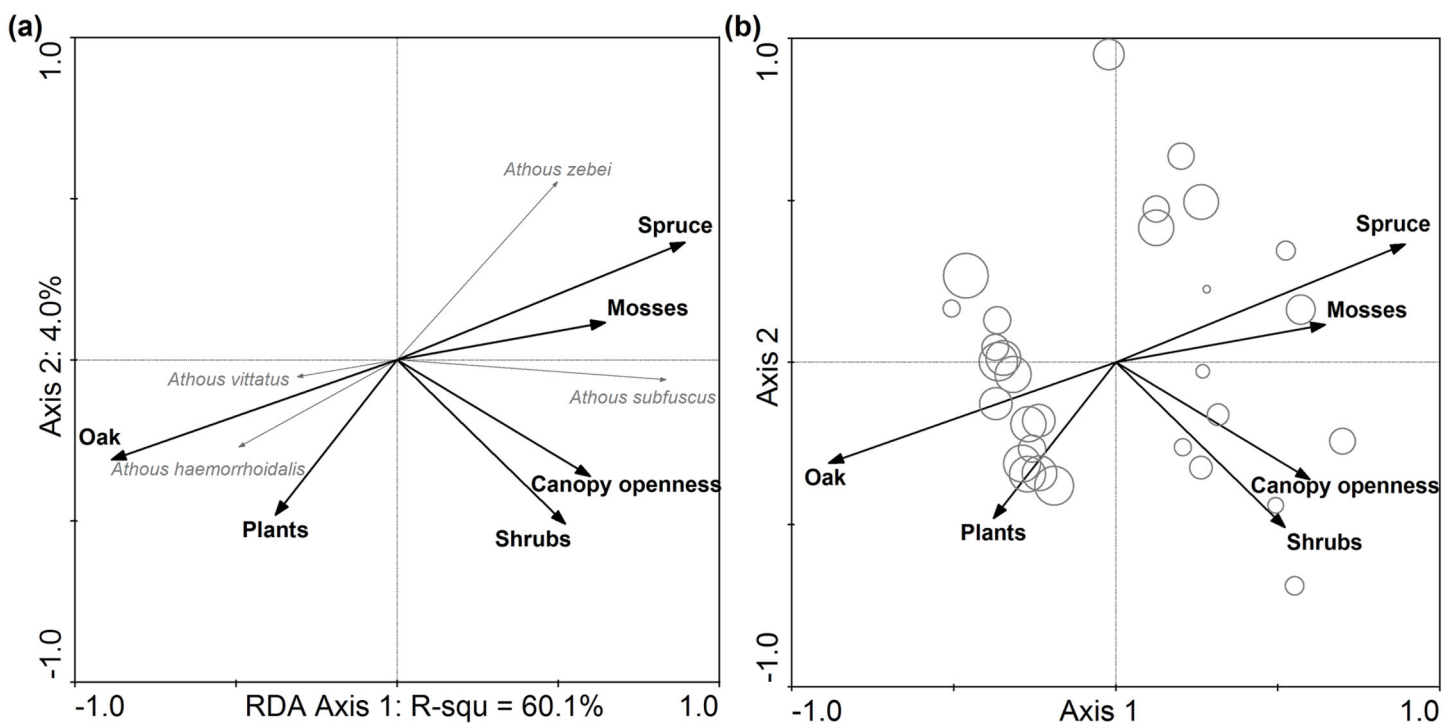 (a)
1.0
Axis 2: 4.0%
-1.0
Athous zebei
Spruce
Mosses
Athous vittatus
Athous subfuscus
Oak
Athous haemorrhoidalis
Canopy openness
Plants
Shrubs
-1.0
RDA Axis 1: R-squ = 60.1%
1.0
(b)
1.0
Axis 2
-1.0
Spruce
Mosses
Oak
Canopy openness
Plants
Shrubs
-1.0
Axis 1
1.0